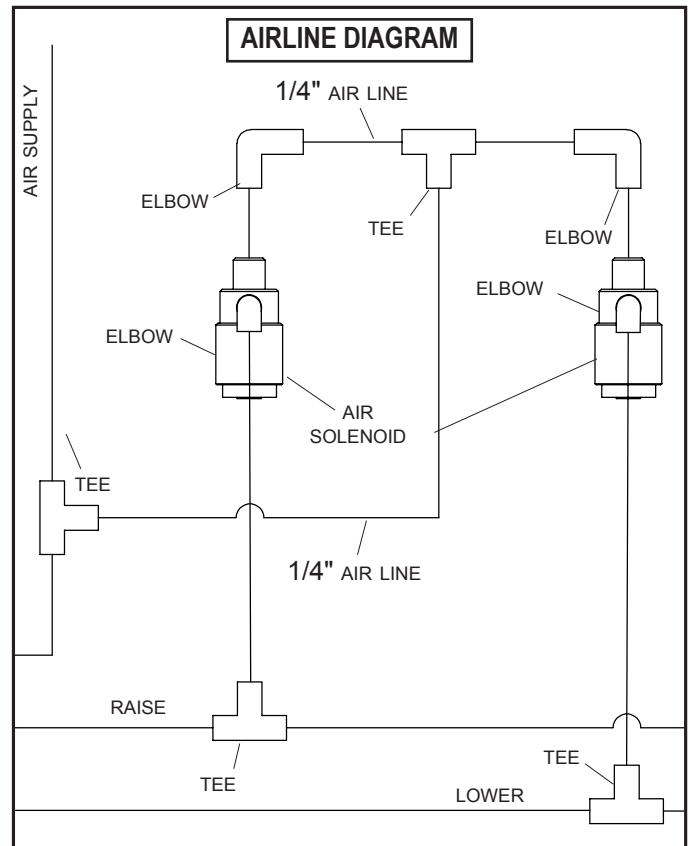 AIRLINE DIAGRAM
AIR SUPPLY
1/4" AIR LINE
ELBOW
TEE
ELBOW
ELBOW
ELBOW
AIR
SOLENOID
TEE
1/4" AIR LINE
RAISE
TEE
TEE
LOWER